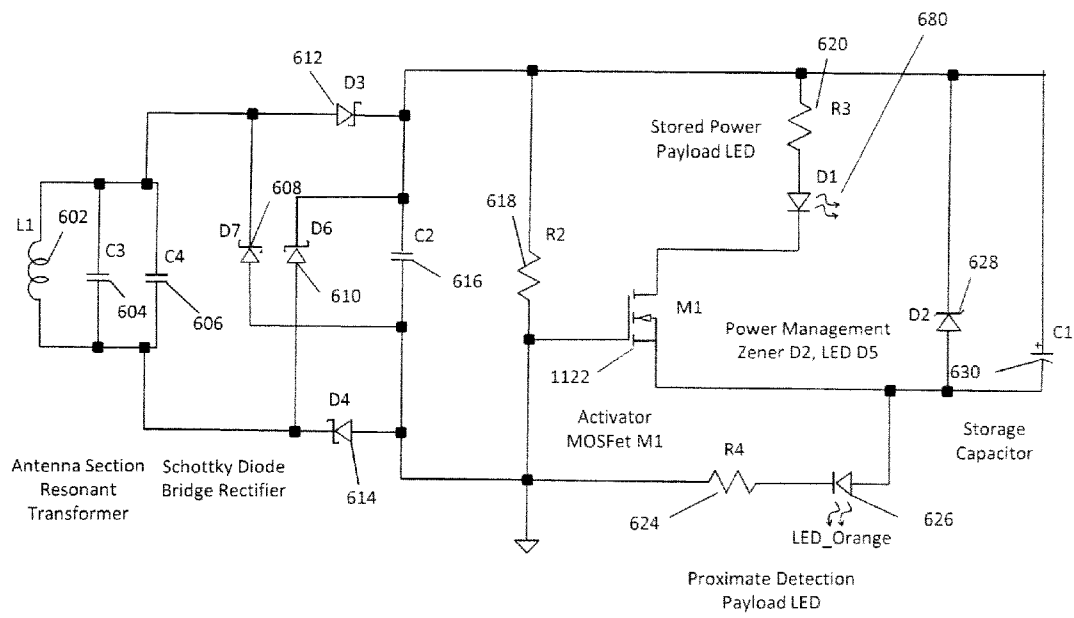 680
620
612
D3
R3
Stored Power
Payload LED
D1
608
618
L1
602
C3
C4
D7
D6
C2
R2
604
606
610
616
628
M1
D2
C1
Power Management
Zener D2, LED D5
1122
630
D4
Activator
MOSFet M1
Storage
Capacitor
R4
Antenna Section
Resonant
Transformer
Schottky Diode
Bridge Rectifier
614
624
626
LED_Orange
Proximate Detection
Payload LED
+